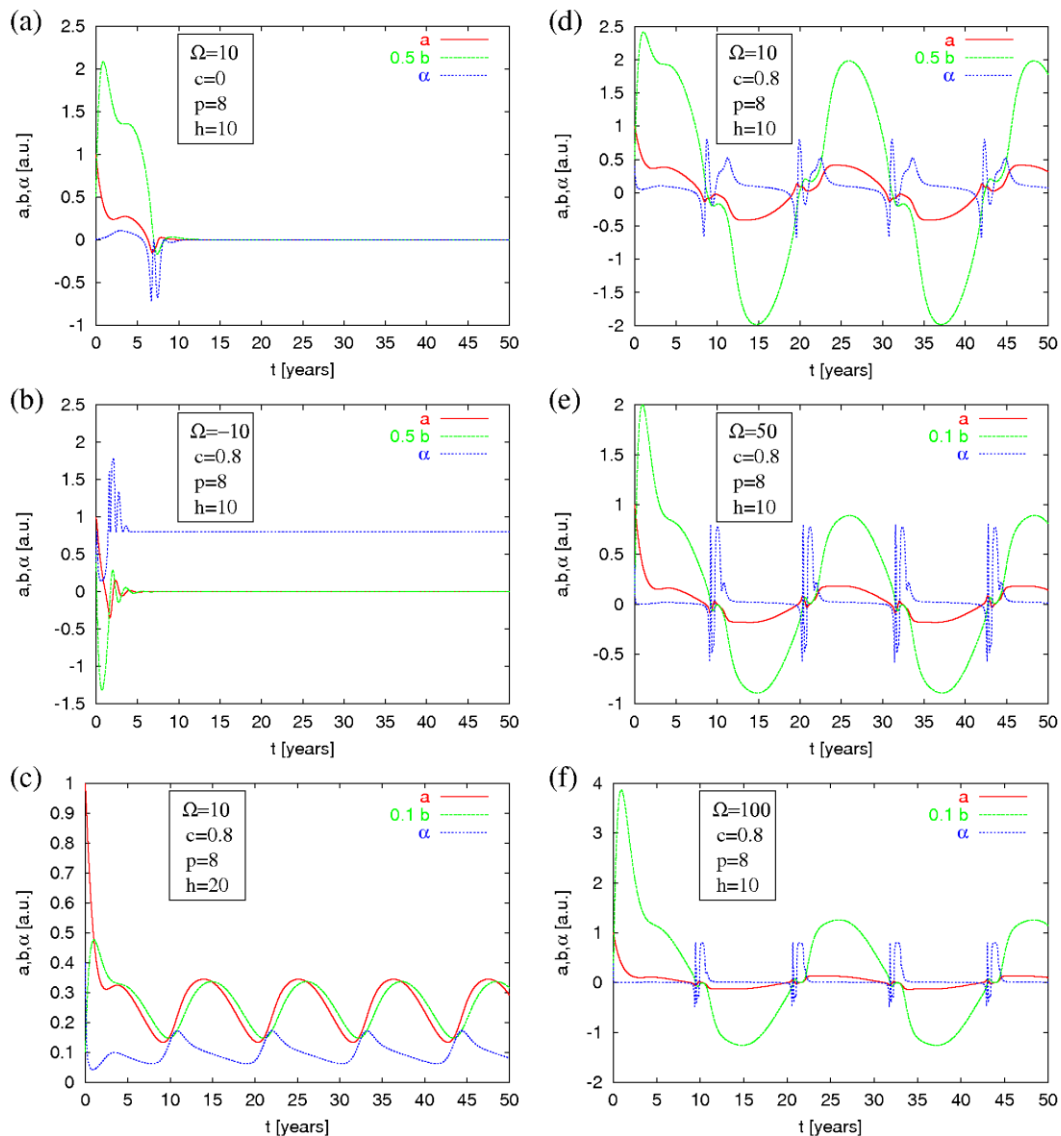 (a)
2.5
2
1.5
1
0.5
0
-0.5
-1
a,b,α [a.u.]
Ω=10
c=0
p=8
h=10
a
0.5 b
α
0 5 10 15 20 25 30 35 40 45 50
t [years]
(d)
2.5
2
1.5
1
0.5
0
-0.5
-1
-1.5
-2
a,b,α [a.u.]
Ω=10
c=0.8
p=8
h=10
a
0.5 b
α
0 5 10 15 20 25 30 35 40 45 50
t [years]
(b)
2.5
2
1.5
1
0.5
0
-0.5
-1
-1.5
a,b,α [a.u.]
Ω=−10
c=0.8
p=8
h=10
a
0.5 b
α
0 5 10 15 20 25 30 35 40 45 50
t [years]
(e)
2
1.5
1
0.5
0
-0.5
-1
a,b,α [a.u.]
Ω=50
c=0.8
p=8
h=10
a
0.1 b
α
0 5 10 15 20 25 30 35 40 45 50
t [years]
(c)
1
0.9
0.8
0.7
0.6
0.5
0.4
0.3
0.2
0.1
0
a,b,α [a.u.]
Ω=10
c=0.8
p=8
h=20
a
0.1 b
α
0 5 10 15 20 25 30 35 40 45 50
t [years]
(f)
4
3
2
1
0
-1
-2
a,b,α [a.u.]
Ω=100
c=0.8
p=8
h=10
a
0.1 b
α
0 5 10 15 20 25 30 35 40 45 50
t [years]